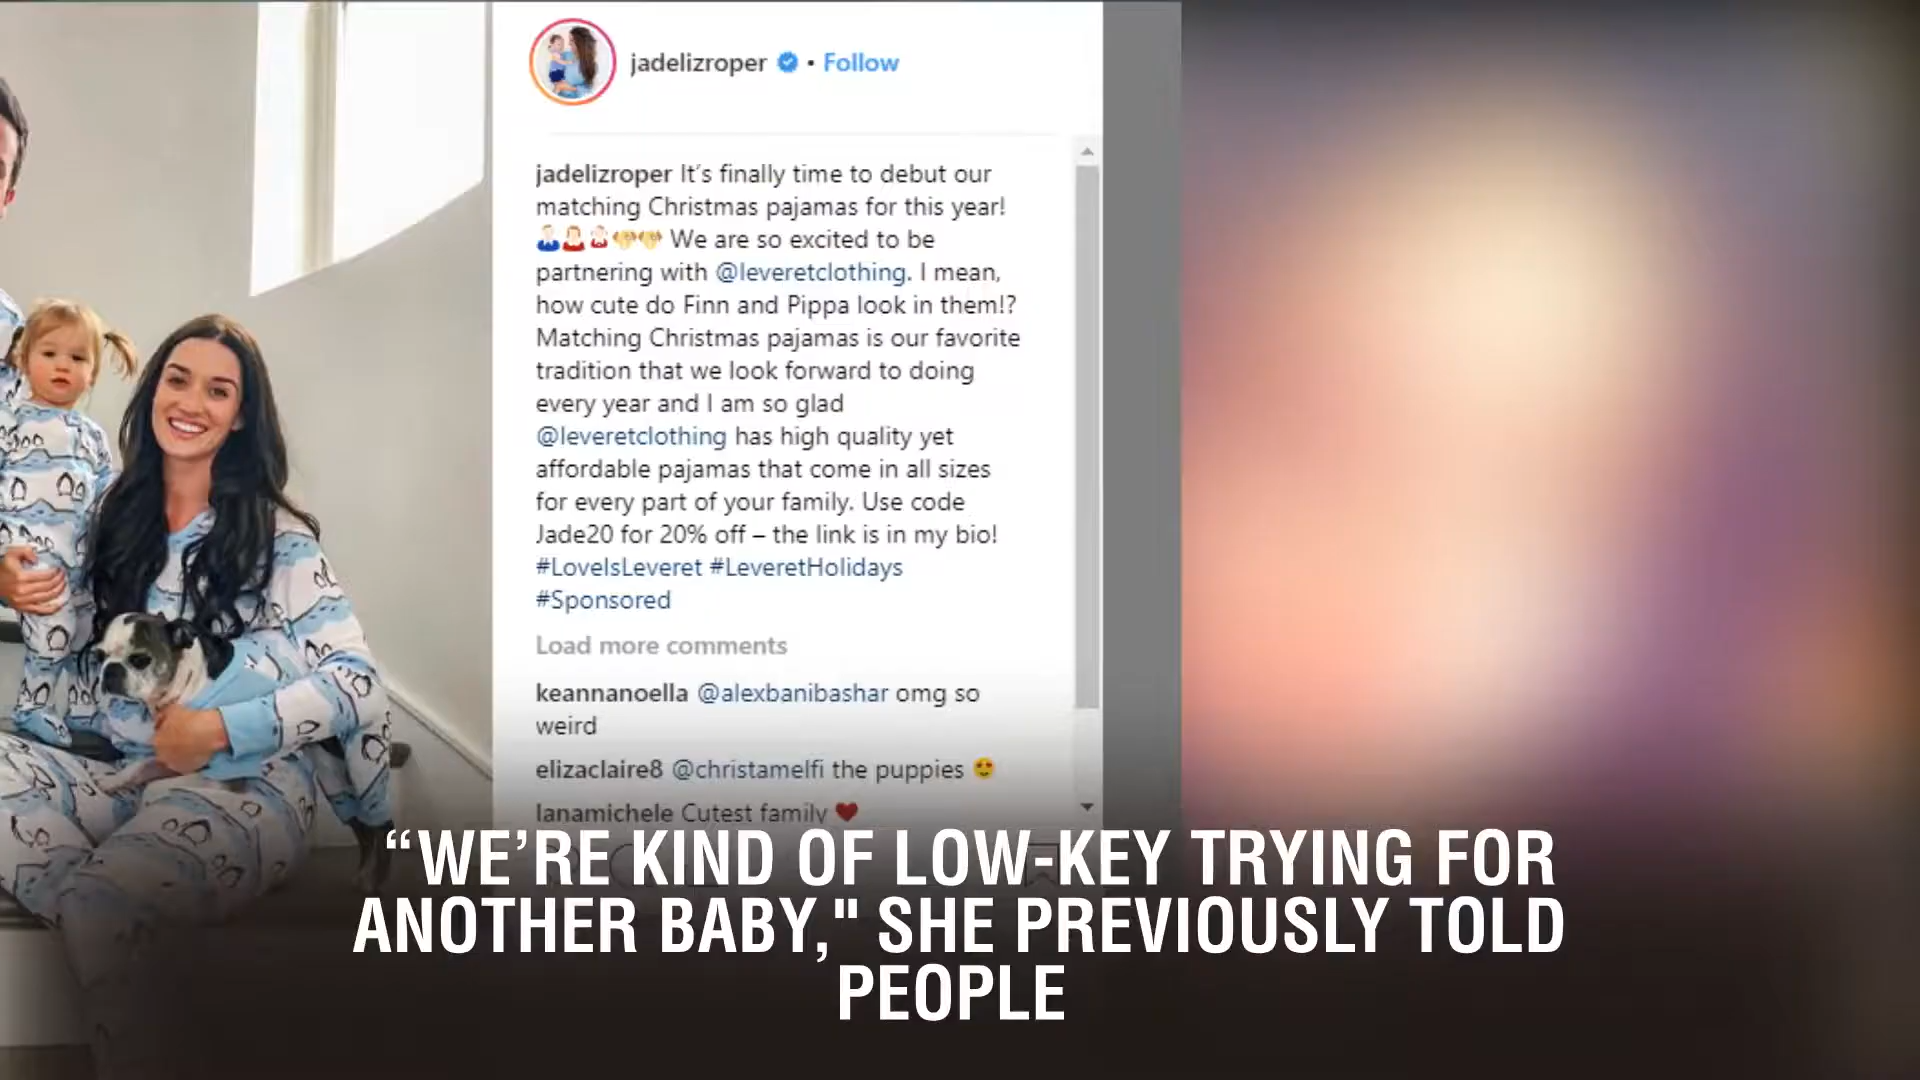 jadelizroper • Follow
jadelizroper It's finally time to debut our
matching Christmas pajamas for this year!
We are so excited to be
partnering with @leveretclothing. I mean,
how cute do Finn and Pippa look in them!?
Matching Christmas pajamas is our favorite
tradition that we look forward to doing
every year and I am so glad
@leveretclothing has high quality yet
affordable pajamas that come in all sizes
for every part of your family. Use code
Jade20 for 20% off – the link is in my bio!
#LoveIsLeveret #LeveretHolidays
#Sponsored
Load more comments
keannanoella @alexbanibashar omg so
weird
elizaclaire8 @christamelfi the puppies 😍
lanamichele Cutest family ❤
“WE’RE KIND OF LOW-KEY TRYING FOR
ANOTHER BABY," SHE PREVIOUSLY TOLD
PEOPLE